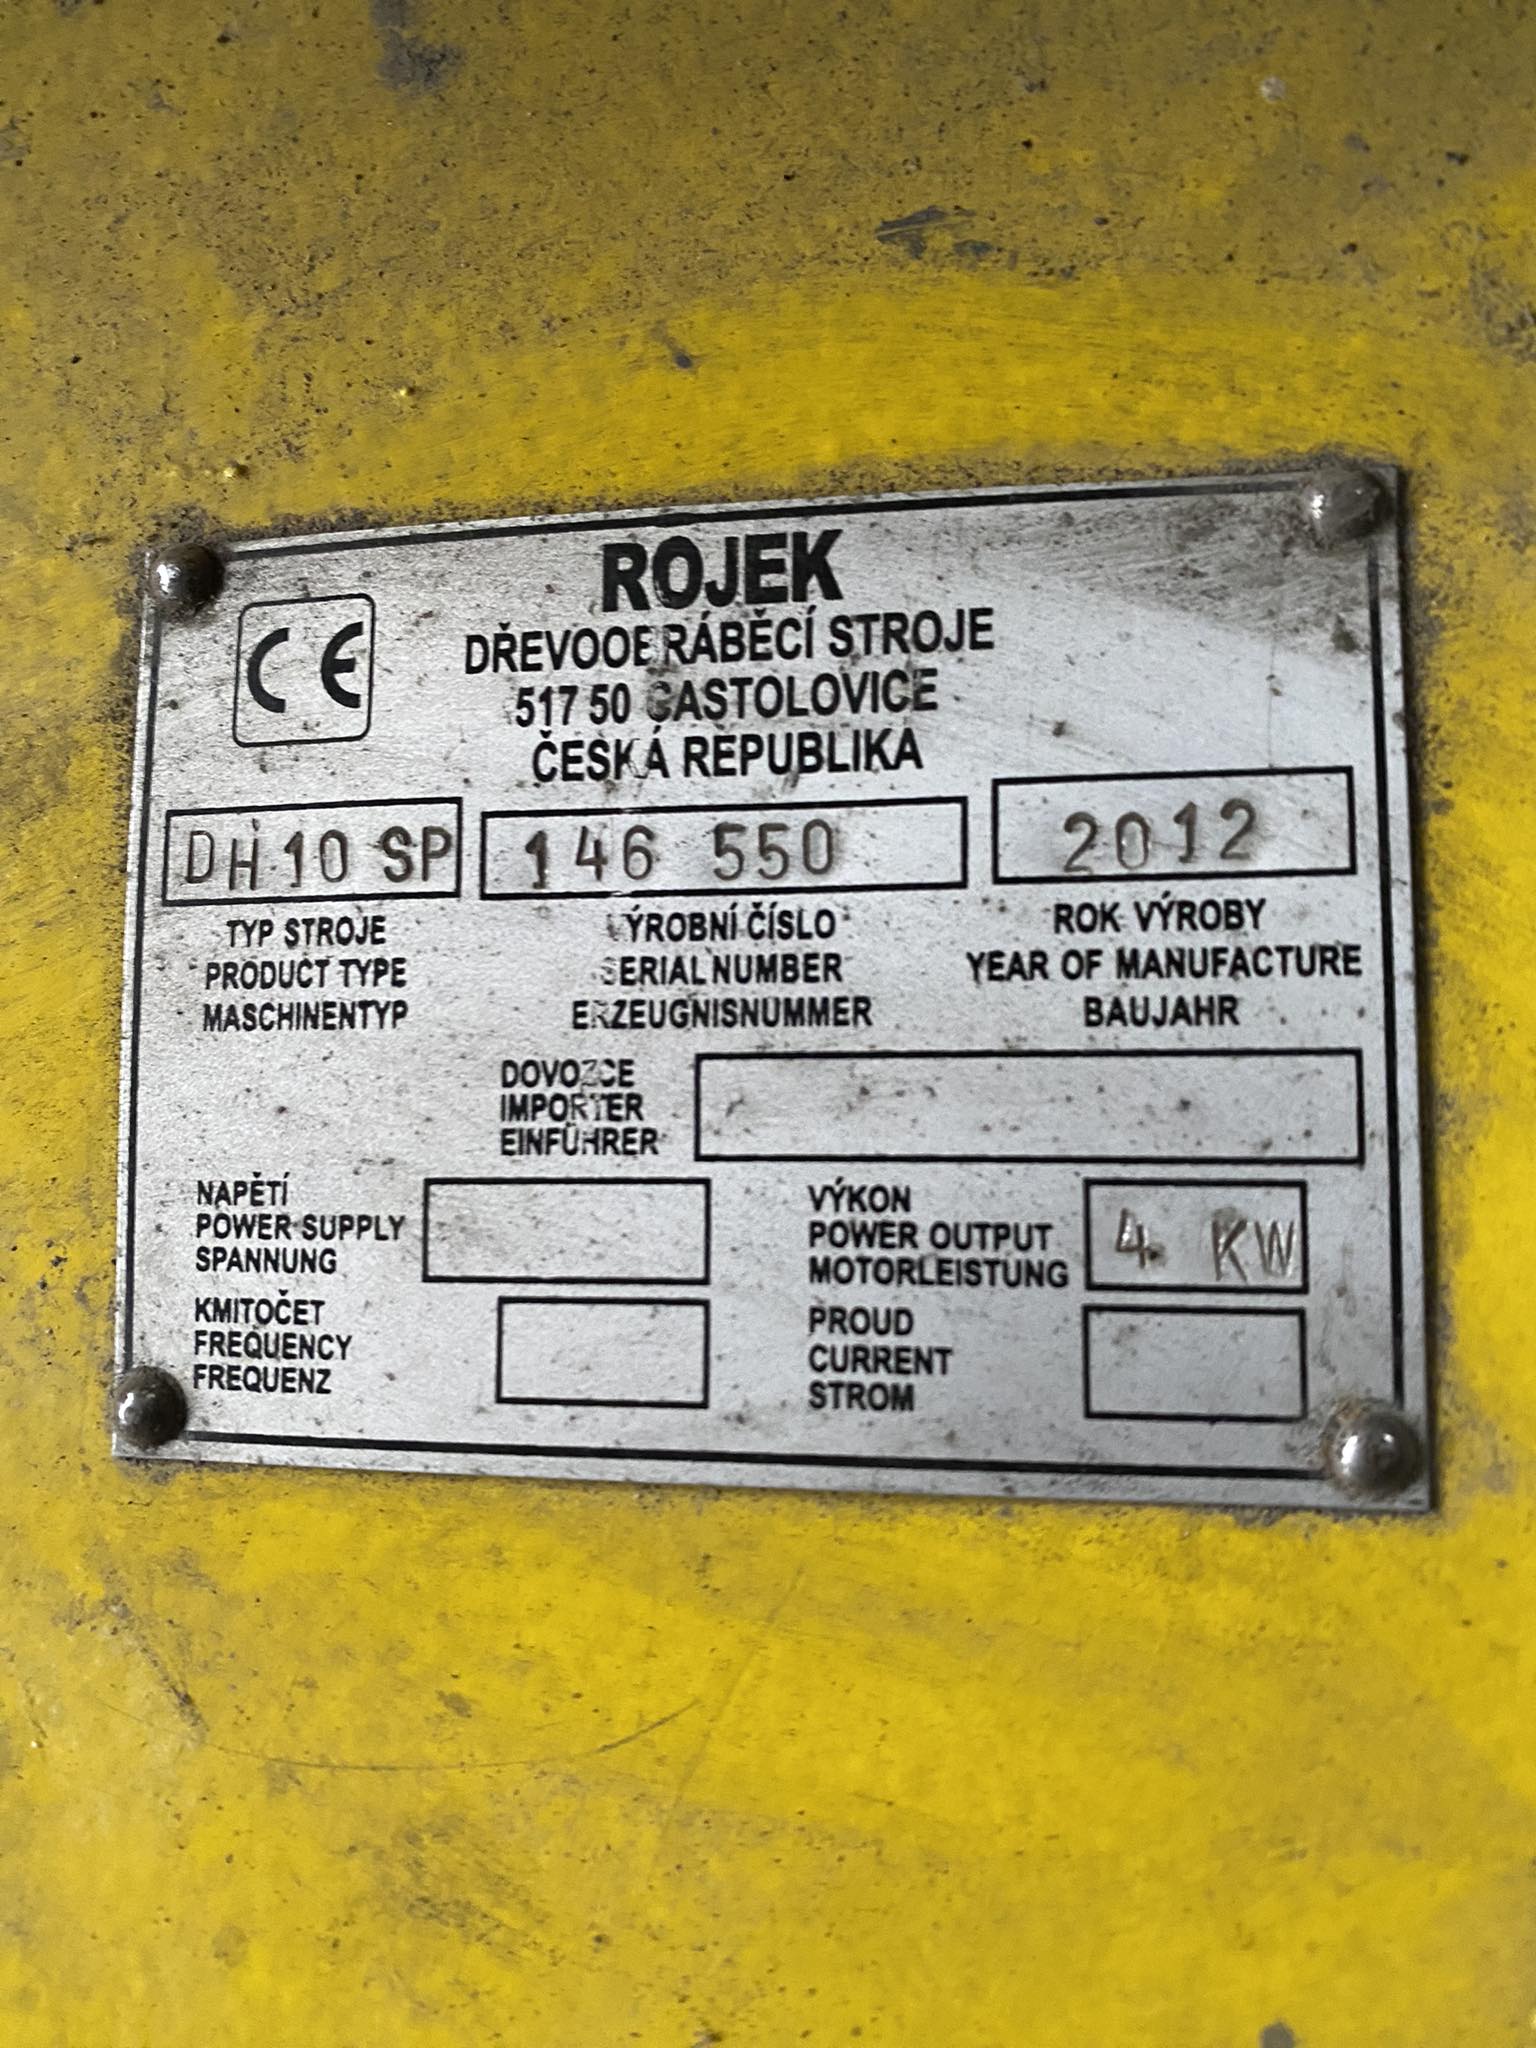 CE
ROJEK
DŘEVOOBRÁBĚCÍ STROJE
517 50 CASTOLOVICE
ČESKÁ REPUBLIKA
DH 10 SP
146 550
2012
TYP STROJE
PRODUCT TYPE
MASCHINENTYP
VÝROBNÍ ČÍSLO
SERIAL NUMBER
ERZEUGNISNUMMER
ROK VÝROBY
YEAR OF MANUFACTURE
BAUJAHR
DOVOZCE
IMPORTER
EINFÜHRER
NAPĚTÍ
POWER SUPPLY
SPANNUNG
VÝKON
POWER OUTPUT
MOTORLEISTUNG
4 KW
KMITOČET
FREQUENCY
FREQUENZ
PROUD
CURRENT
STROM